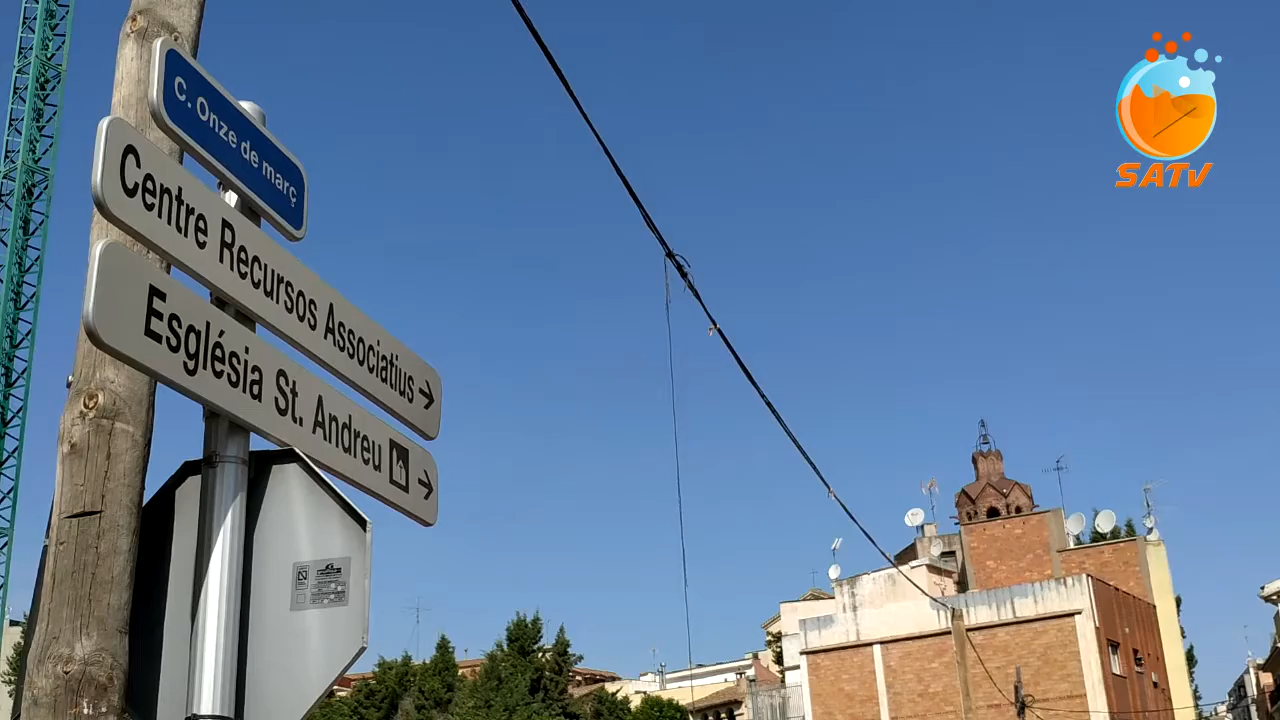 C. Onze de març
Centre Recursos Associatius →
Església St. Andreu →
SATv